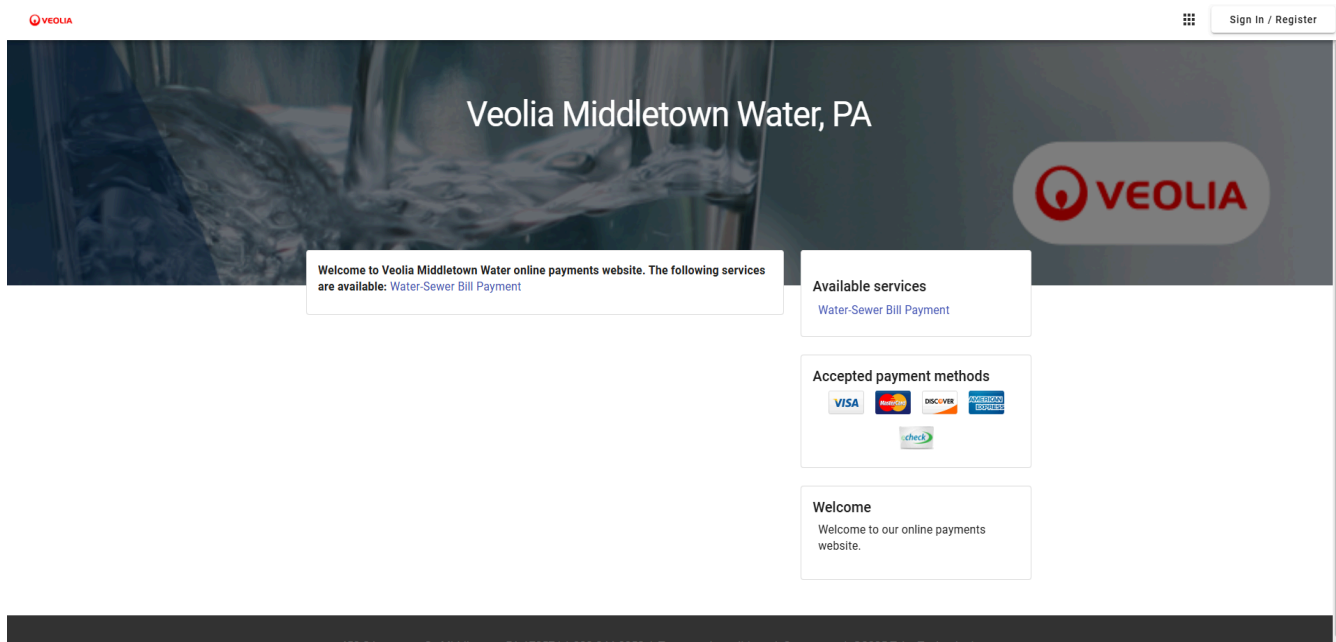 VEOLIA
Sign In / Register
Veolia Middletown Water, PA
VEOLIA
Welcome to Veolia Middletown Water online payments website. The following services
are available: Water-Sewer Bill Payment
Available services
Water-Sewer Bill Payment
Accepted payment methods
VISA
MasterCard
DISCOVER
AMERICAN
EXPRESS
check
Welcome
Welcome to our online payments
website.